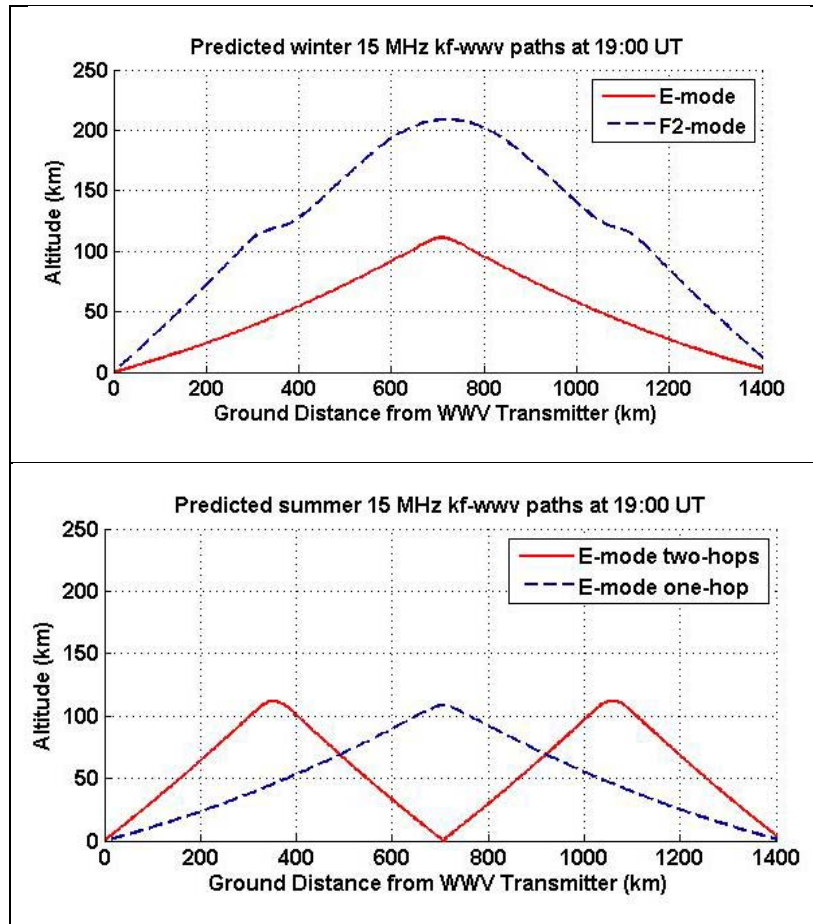 Predicted winter 15 MHz kf-wwv paths at 19:00 UT
250
200
150
100
50
0
Altitude (km)
E-mode
F2-mode
0 200 400 600 800 1000 1200 1400
Ground Distance from WWV Transmitter (km)
Predicted summer 15 MHz kf-wwv paths at 19:00 UT
250
200
150
100
50
0
Altitude (km)
E-mode two-hops
E-mode one-hop
0 200 400 600 800 1000 1200 1400
Ground Distance from WWV Transmitter (km)